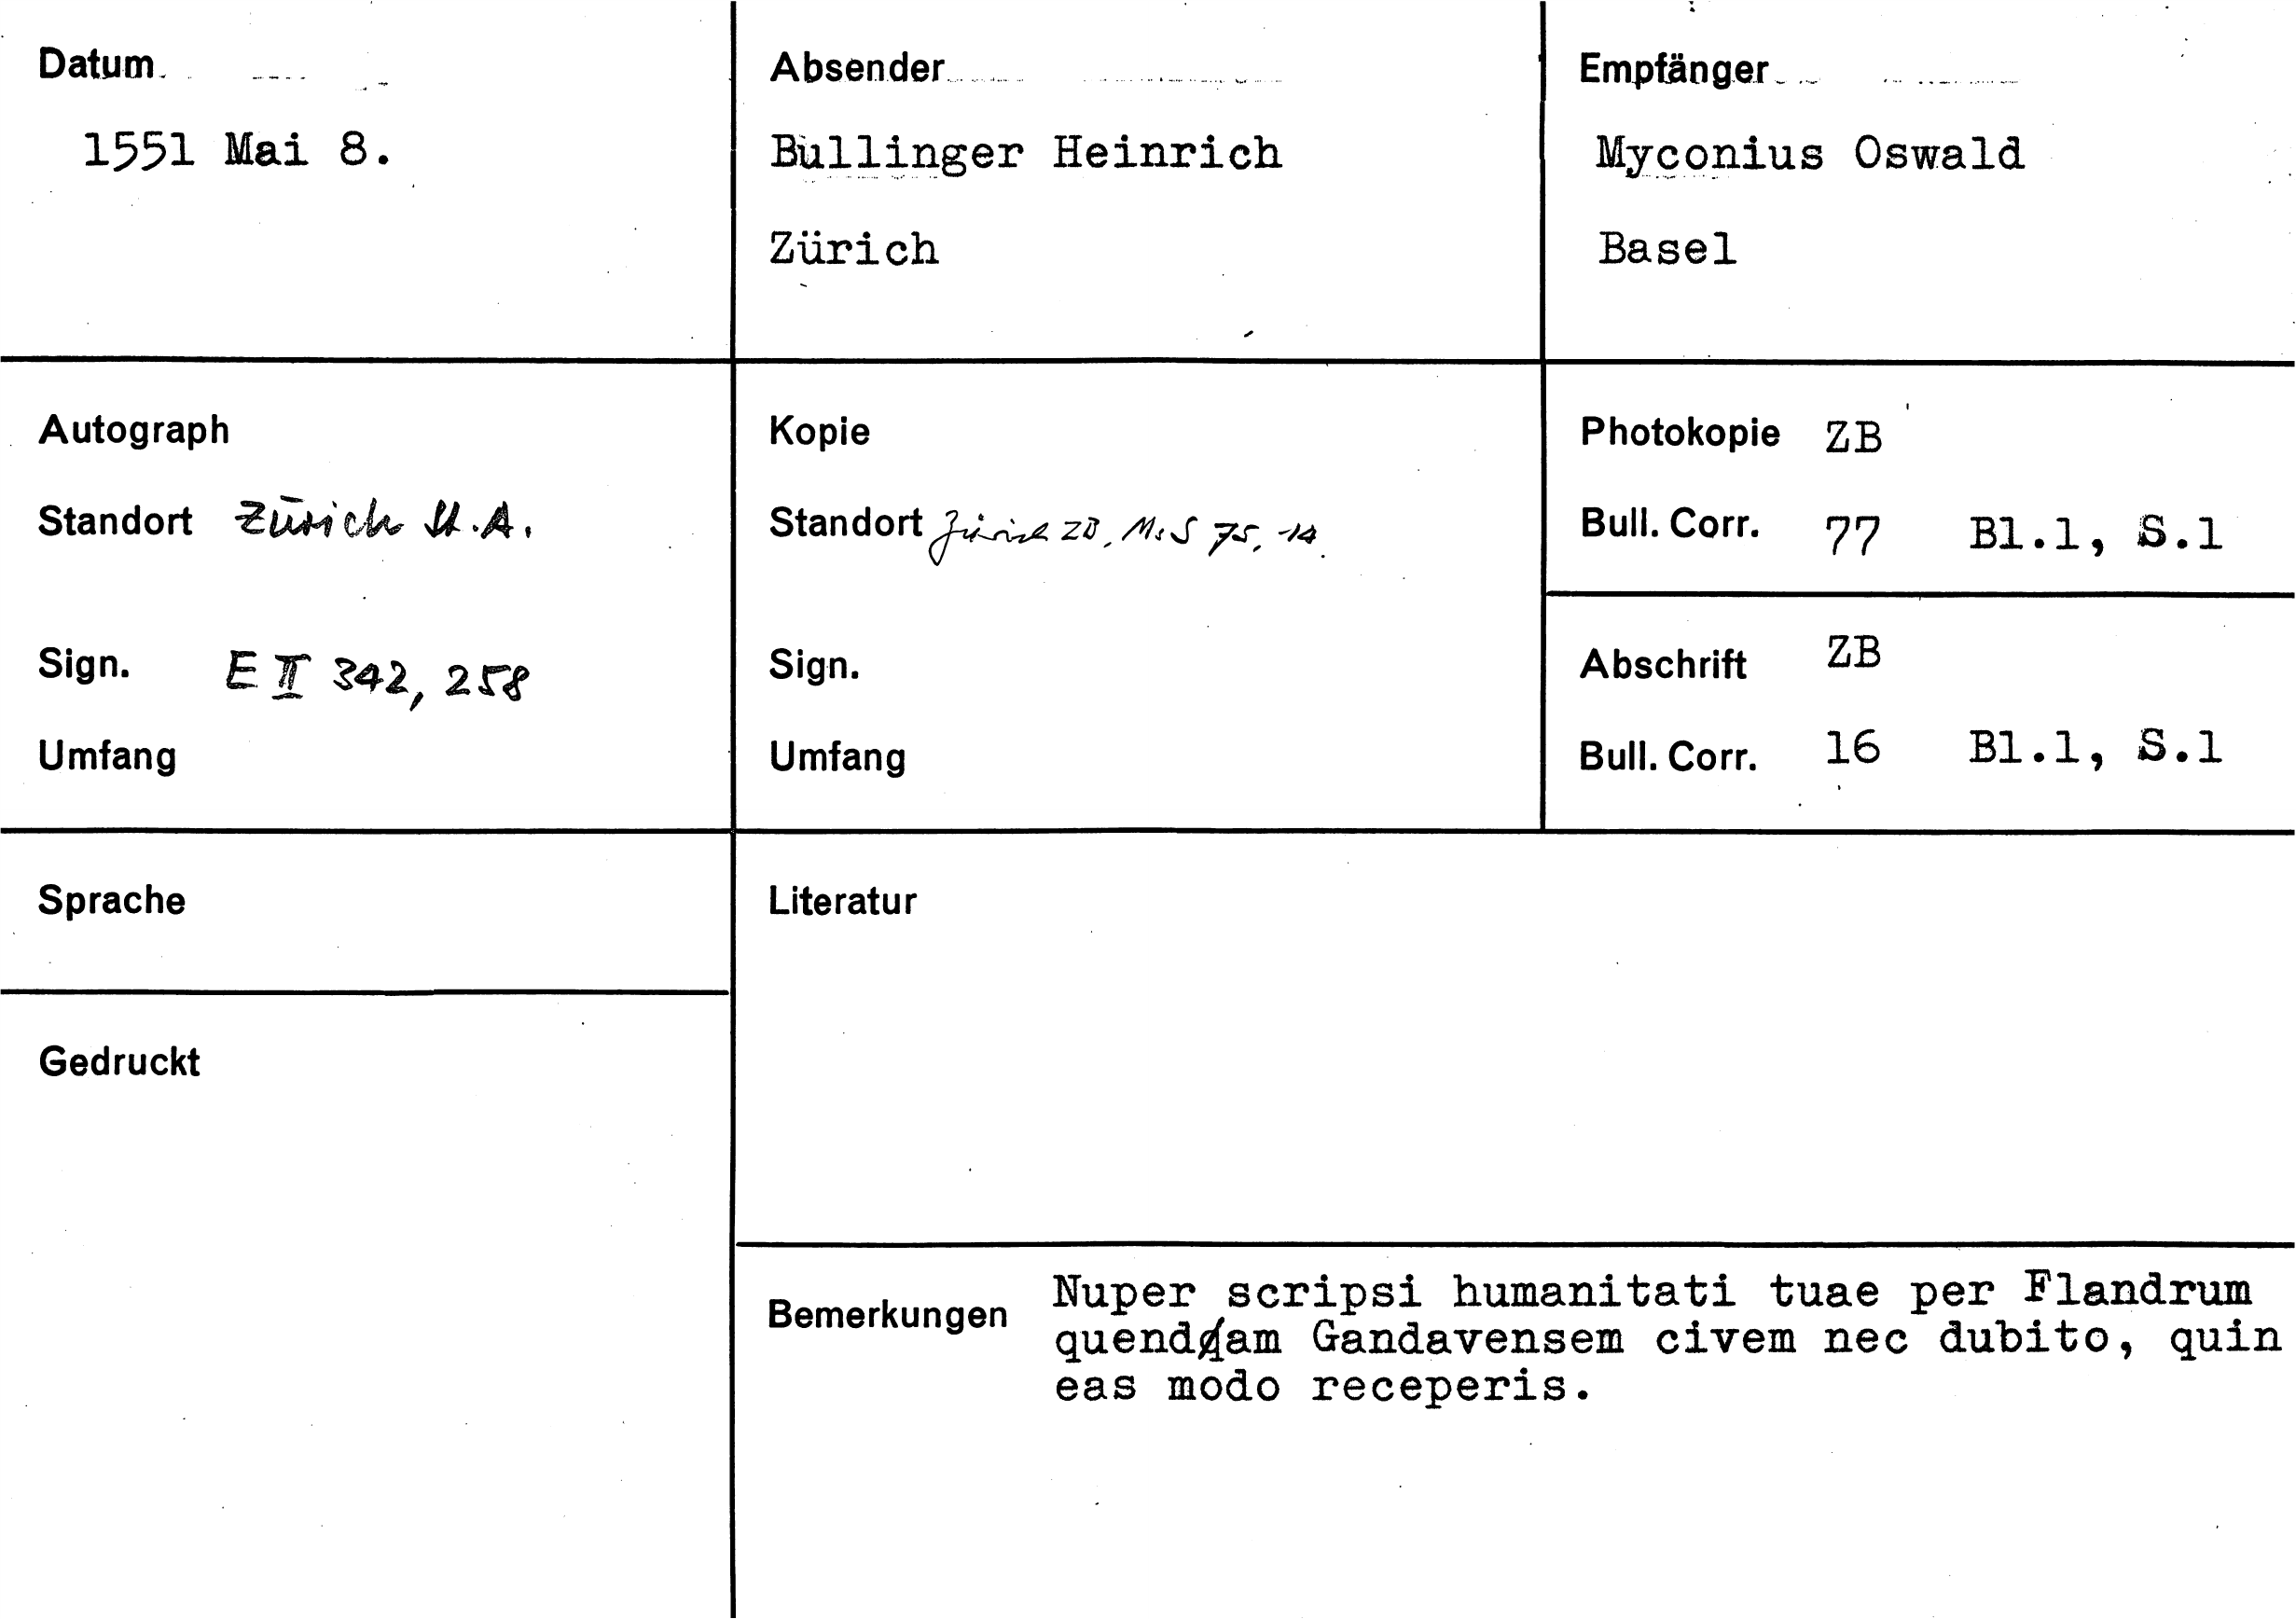 Datum
1551 Mai 8.
Absender
Bullinger Heinrich
Zürich
Empfänger
Myconius Oswald
Basel
Autograph
Standort Zürich St.A.
Sign. E II 342, 258
Umfang
Kopie
Standort Zürich ZB, Ms S 75, 14.
Sign.
Umfang
Photokopie ZB
Bull. Corr. 77 Bl.1, S.1
Abschrift ZB
Bull. Corr. 16 Bl.1, S.1
Sprache
Gedruckt
Literatur
Bemerkungen Nuper scripsi humanitati tuae per Flandrum
quendam Gandavensem civem nec dubito, quin
eas modo receperis.